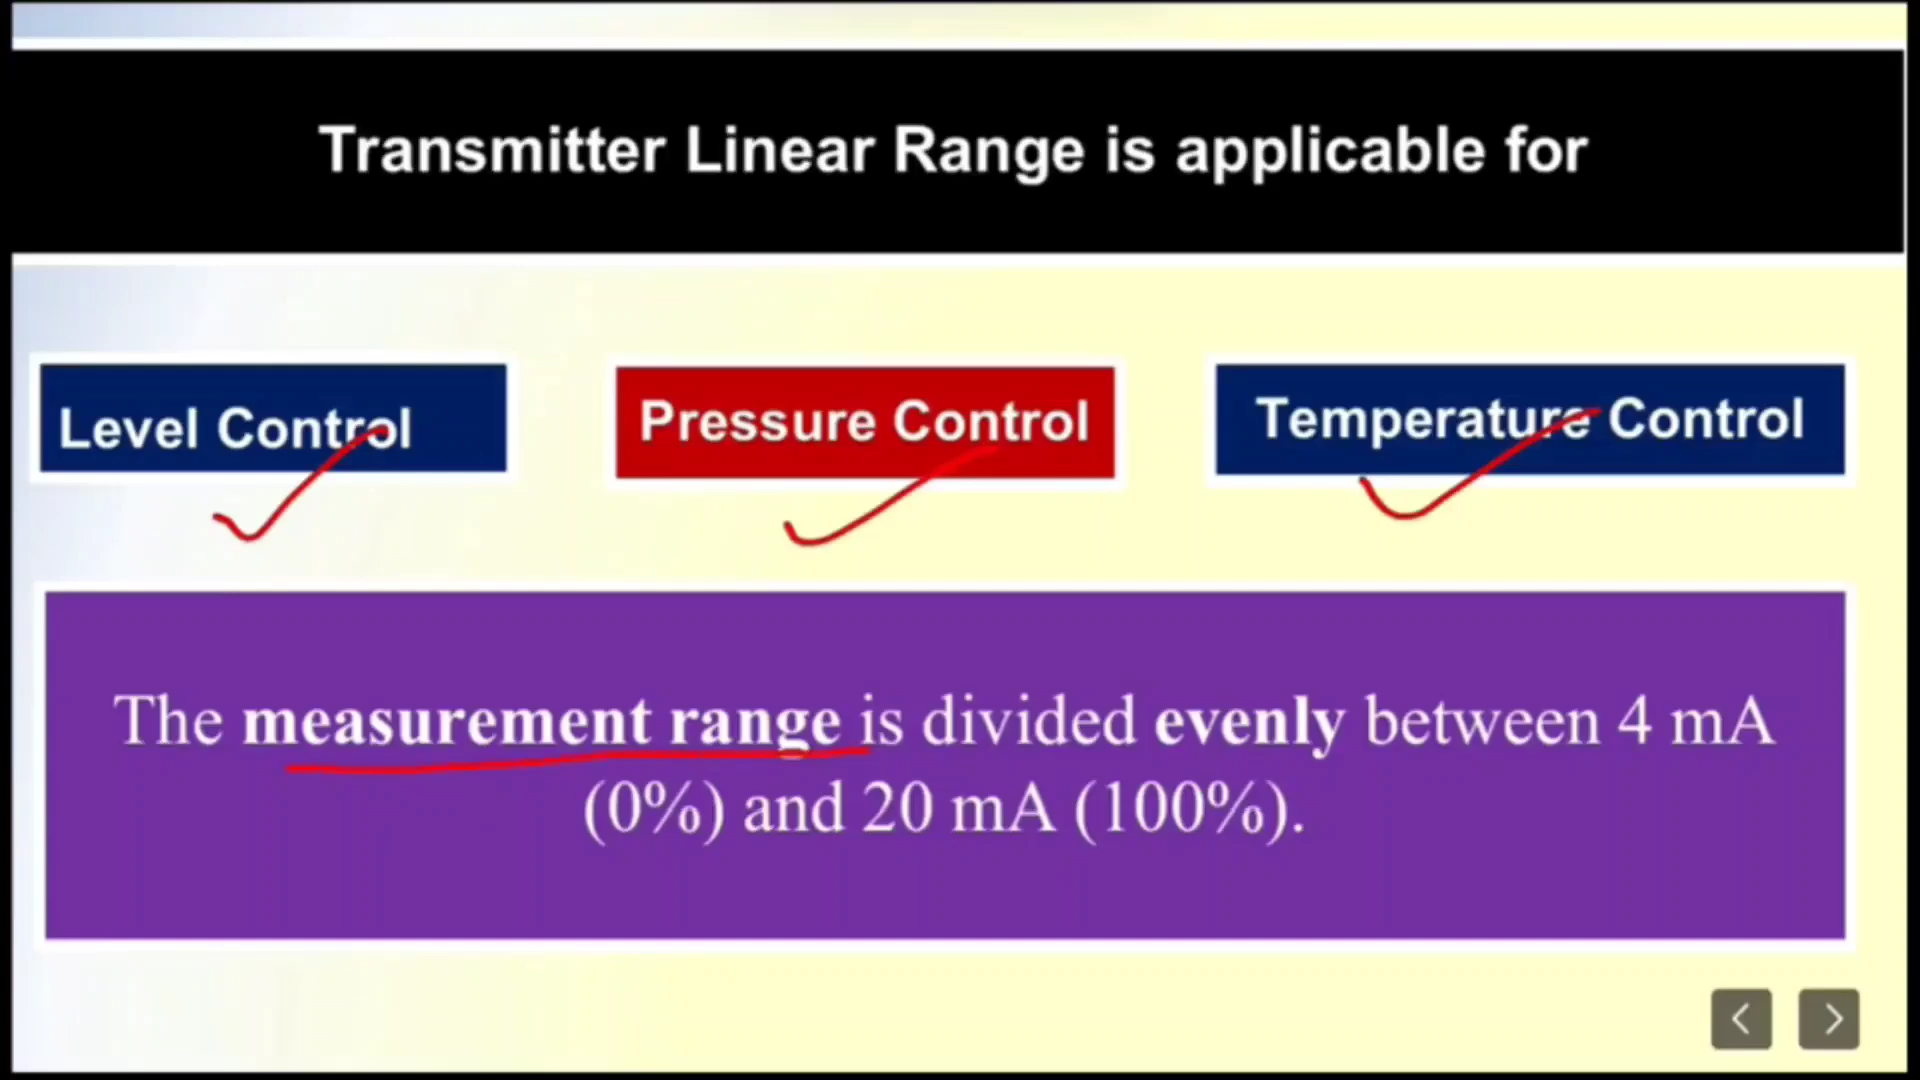 Transmitter Linear Range is applicable for
Level Control
Pressure Control
Temperature Control
The measurement range is divided evenly between 4 mA
(0%) and 20 mA (100%).